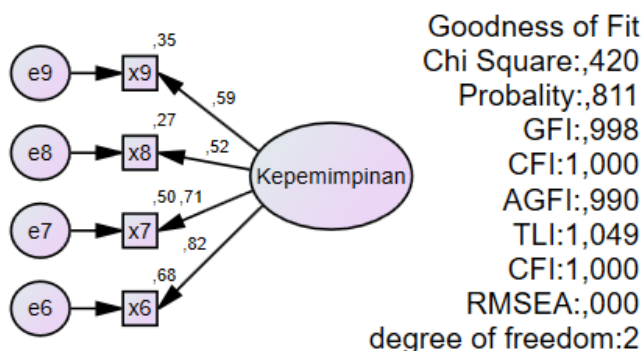 ,35
e9 x9
,59
,27
e8 x8
,52
Kepemimpinan
,50 ,71
e7 x7
,82
,68
e6 x6
Goodness of Fit
Chi Square:,420
Probality:,811
GFI:,998
CFI:1,000
AGFI:,990
TLI:1,049
CFI:1,000
RMSEA:,000
degree of freedom:2